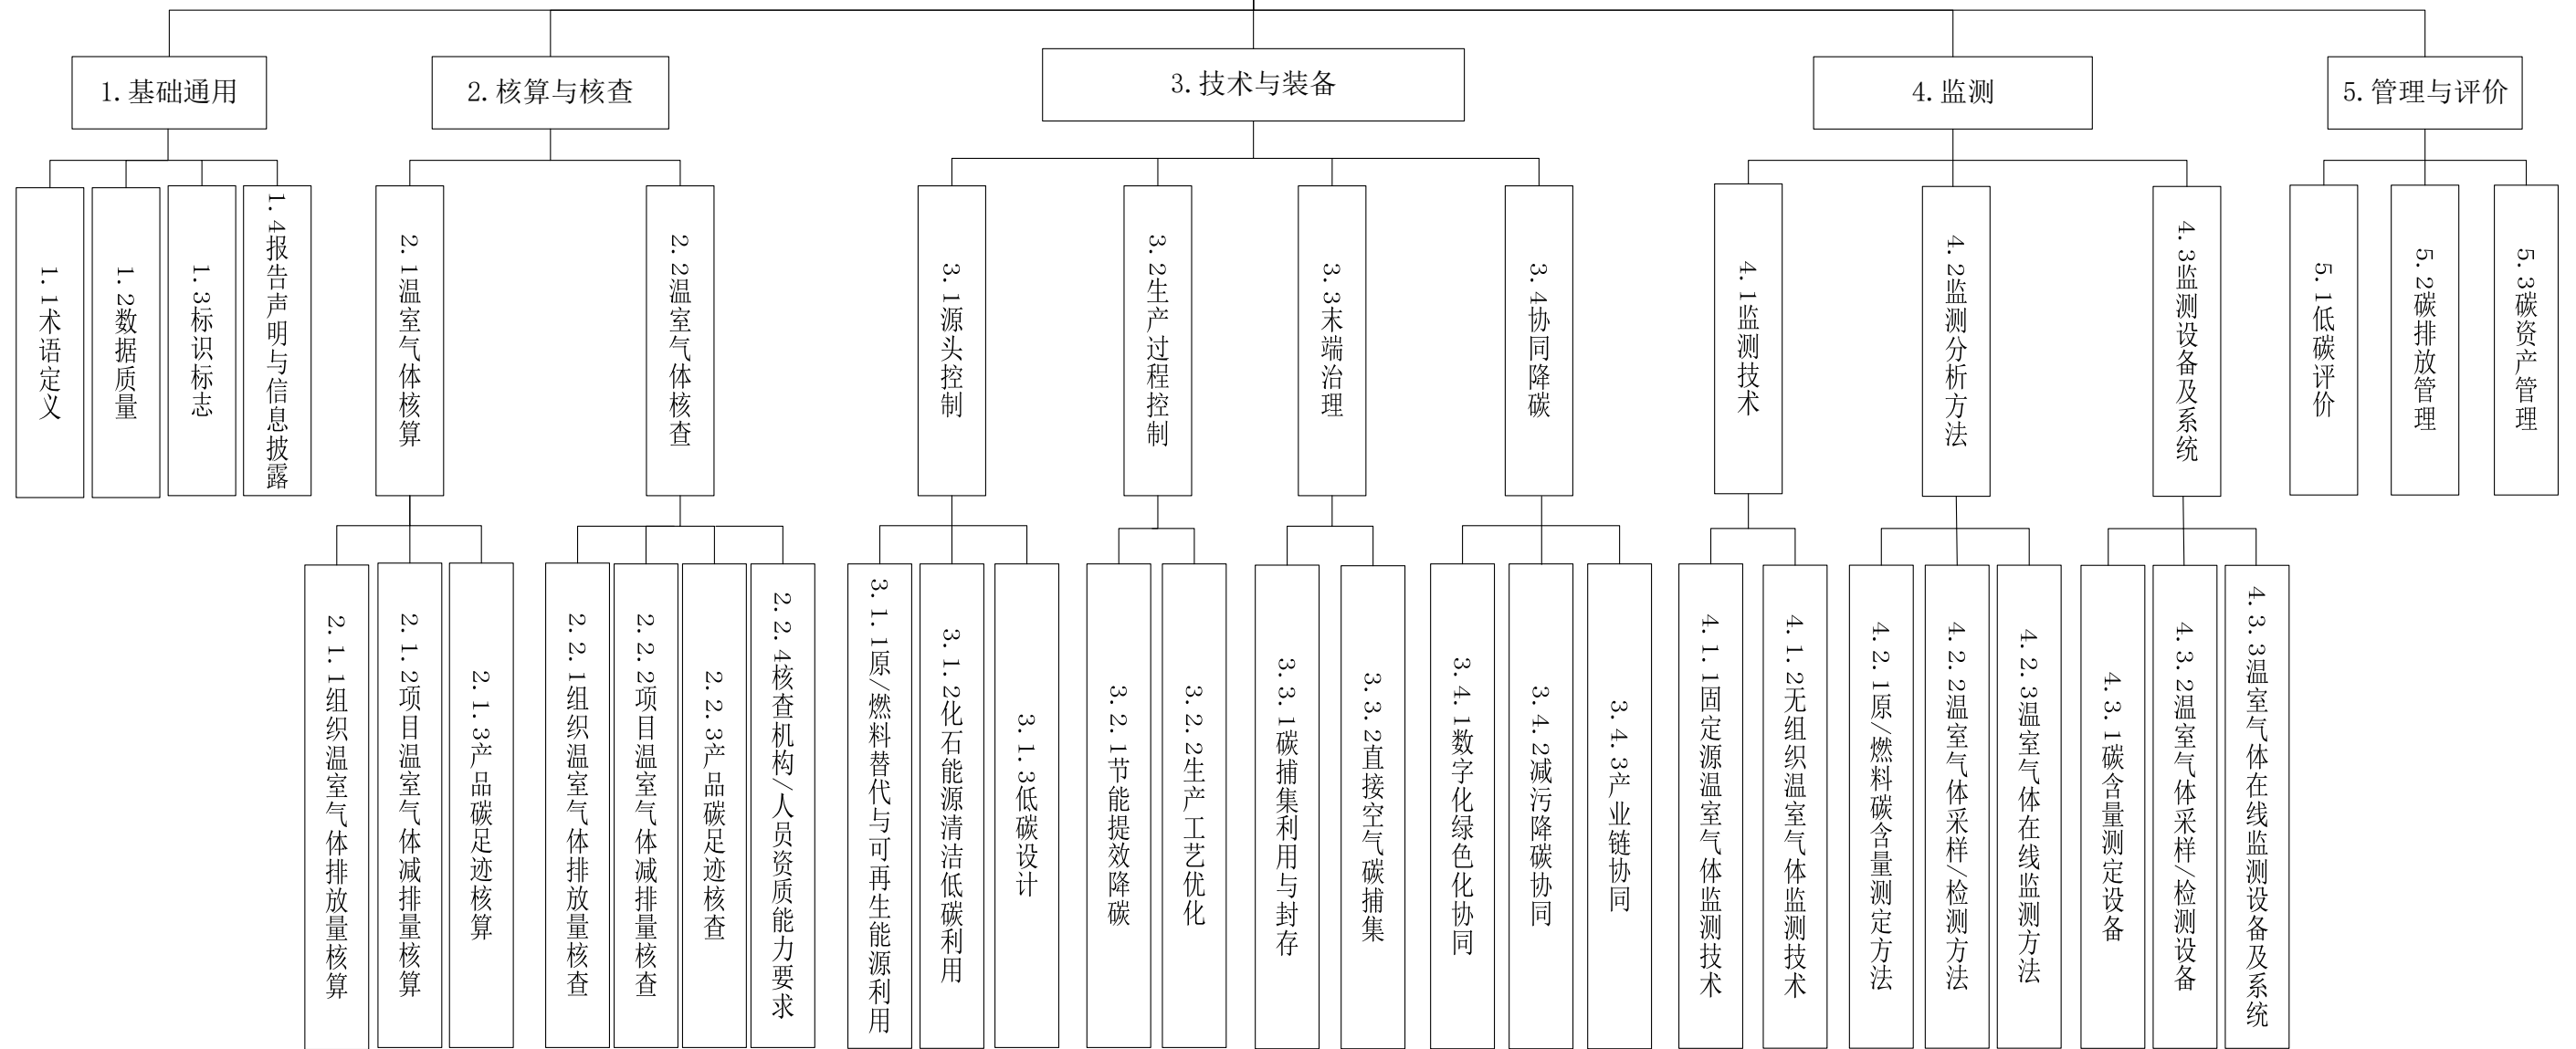 1.基础通用
2.核算与核查
3.技术与装备
4.监测
5.管理与评价
1.1术语定义
1.2数据质量
1.3标识标志
1.4报告声明与信息披露
2.1温室气体核算
2.2温室气体核查
3.1源头控制
3.2生产过程控制
3.3末端治理
3.4协同降碳
4.1监测技术
4.2监测分析方法
4.3监测设备及系统
5.1低碳评价
5.2碳排放管理
5.3碳资产管理
2.1.1组织温室气体排放量核算
2.1.2项目温室气体减排量核算
2.1.3产品碳足迹核算
2.2.1组织温室气体排放量核查
2.2.2项目温室气体减排量核查
2.2.3产品碳足迹核查
2.2.4核查机构/人员资质能力要求
3.1.1原/燃料替代与可再生能源利用
3.1.2化石能源清洁低碳利用
3.1.3低碳设计
3.2.1节能提效降碳
3.2.2生产工艺优化
3.3.1碳捕集利用与封存
3.3.2直接空气碳捕集
3.4.1数字化绿色化协同
3.4.2减污降碳协同
3.4.3产业链协同
4.1.1固定源温室气体监测技术
4.1.2无组织温室气体监测技术
4.2.1原/燃料碳含量测定方法
4.2.2温室气体采样/检测方法
4.2.3温室气体在线监测方法
4.3.1碳含量测定设备
4.3.2温室气体采样/检测设备
4.3.3温室气体在线监测设备及系统